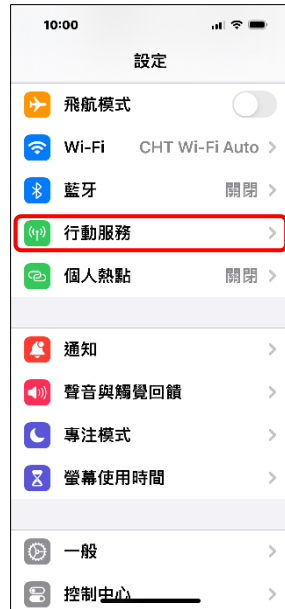 10:00
設定
飛航模式
Wi-Fi CHT Wi-Fi Auto
藍牙 關閉
行動服務
個人熱點 關閉
通知
聲音與觸覺回饋
專注模式
螢幕使用時間
一般
控制中心